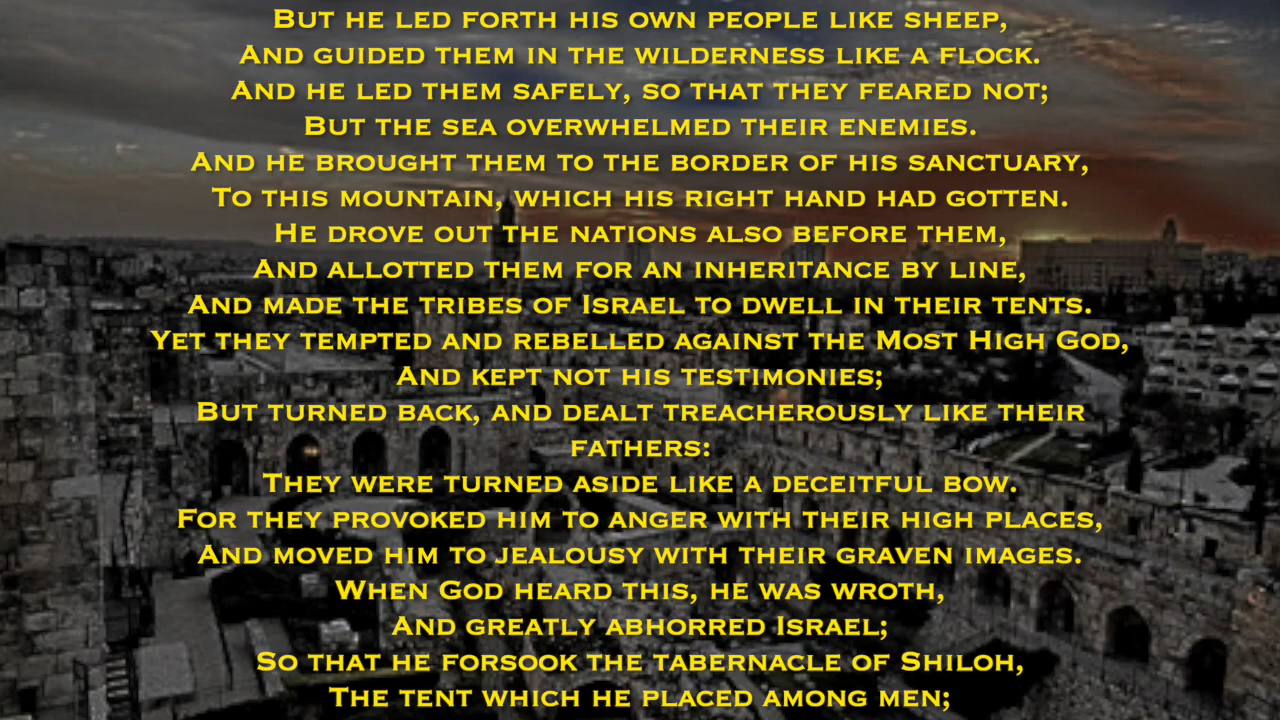 But he led forth his own people like sheep,
And guided them in the wilderness like a flock.
And he led them safely, so that they feared not;
But the sea overwhelmed their enemies.
And he brought them to the border of his sanctuary,
To this mountain, which his right hand had gotten.
He drove out the nations also before them,
And allotted them for an inheritance by line,
And made the tribes of Israel to dwell in their tents.
Yet they tempted and rebelled against the Most High God,
And kept not his testimonies;
But turned back, and dealt treacherously like their
fathers:
They were turned aside like a deceitful bow.
For they provoked him to anger with their high places,
And moved him to jealousy with their graven images.
When God heard this, he was wroth,
And greatly abhorred Israel;
So that he forsook the tabernacle of Shiloh,
The tent which he placed among men;